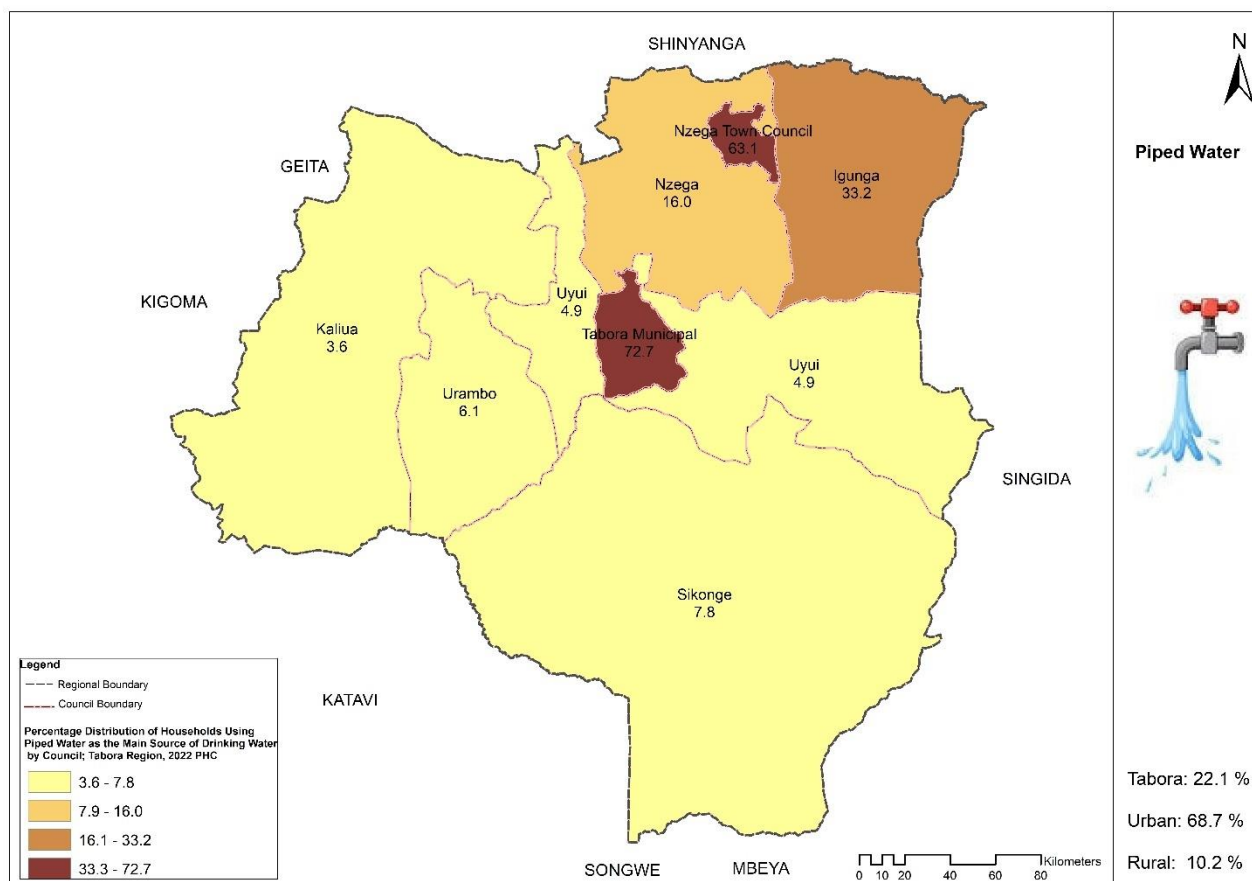 SHINYANGA
N
Nzega Town Council
63.1
Piped Water
GEITA
Nzega
16.0
Igunga
33.2
KIGOMA
Uyui
4.9
Kaliua
3.6
Tabora Municipal
72.7
Uyui
4.9
Urambo
6.1
SINGIDA
Sikonge
7.8
Legend
Regional Boundary
Council Boundary
Percentage Distribution of Households Using
Piped Water as the Main Source of Drinking Water
by Council; Tabora Region, 2022 PHC
3.6 - 7.8
7.9 - 16.0
16.1 - 33.2
33.3 - 72.7
KATAVI
Tabora: 22.1 %
Urban: 68.7 %
Rural: 10.2 %
SONGWE
MBEYA
Kilometers
0 10 20 40 60 80